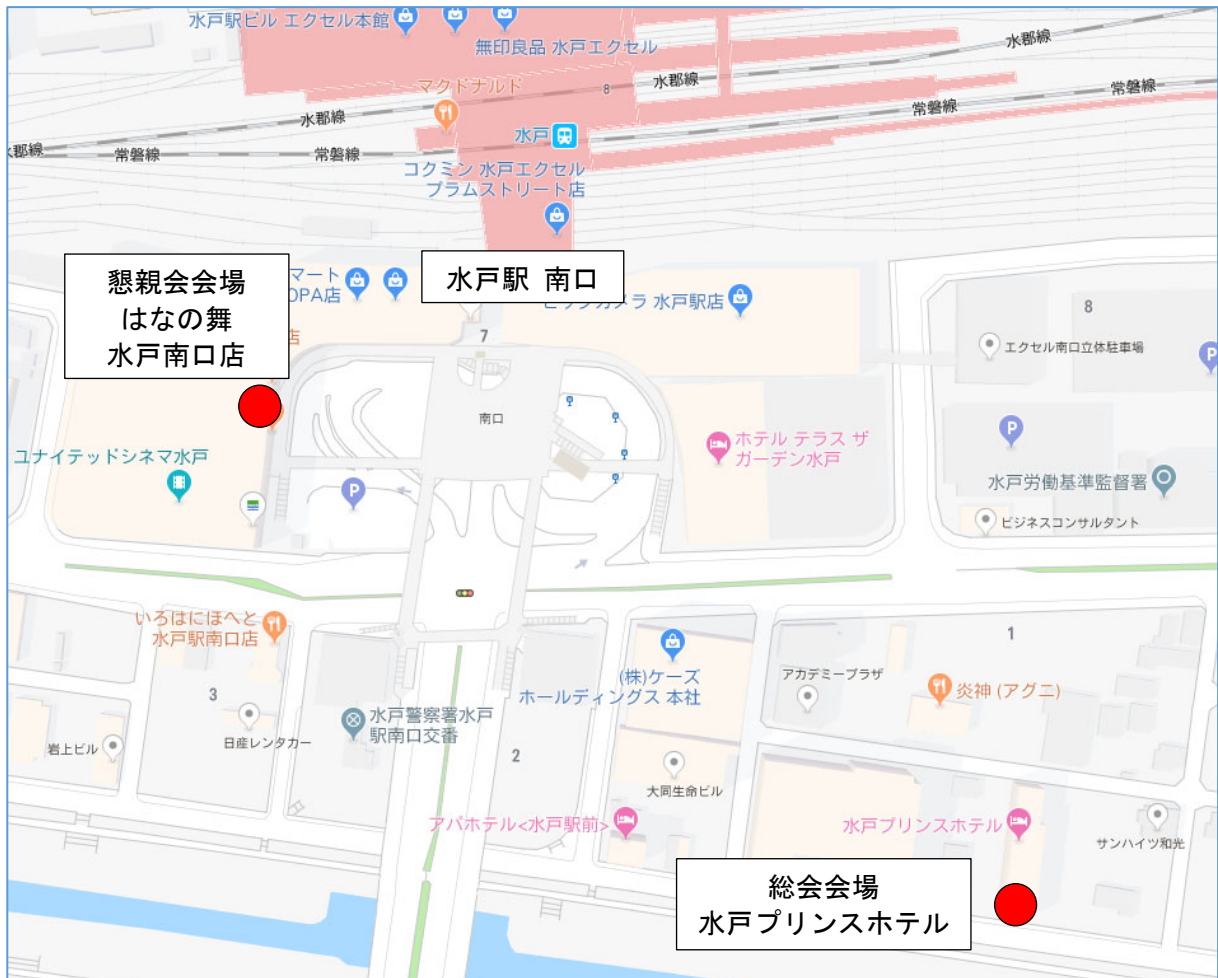 水戸駅ビル エクセル本館
無印良品 水戸エクセル
水郡線
マクドナルド
8
水郡線
水郡線
常磐線
常磐線
水戸
水郡線
常磐線
常磐線
コクミン 水戸エクセル
プラムストリート店
懇親会会場
はなの舞
水戸南口店
マート
OPA店
店
水戸駅 南口
ビックカメラ 水戸駅店
7
8
エクセル南口立体駐車場
P
南口
ホテル テラス ザ
ガーデン水戸
P
ユナイテッドシネマ水戸
P
水戸労働基準監督署
ビジネスコンサルタント
いろはにほへと
水戸駅南口店
1
(株)ケーズ
ホールディングス 本社
アカデミープラザ
炎神 (アグニ)
3
水戸警察署水戸
駅南口交番
日産レンタカー
岩上ビル
2
大同生命ビル
アパホテル<水戸駅前>
水戸プリンスホテル
サンハイツ和光
総会会場
水戸プリンスホテル